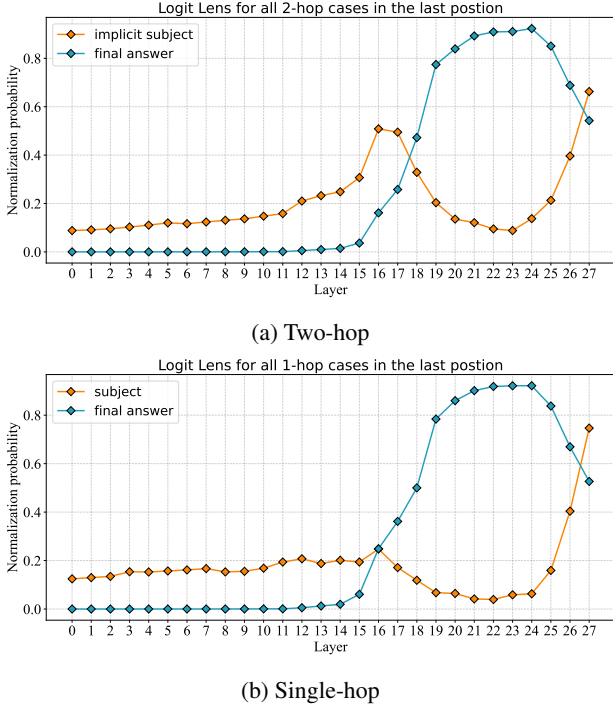 Logit Lens for all 2-hop cases in the last postion
implicit subject
final answer
Normalization probability
0.8
0.6
0.4
0.2
0.0
0 1 2 3 4 5 6 7 8 9 10 11 12 13 14 15 16 17 18 19 20 21 22 23 24 25 26 27
Layer
(a) Two-hop
Logit Lens for all 1-hop cases in the last postion
subject
final answer
Normalization probability
0.8
0.6
0.4
0.2
0.0
0 1 2 3 4 5 6 7 8 9 10 11 12 13 14 15 16 17 18 19 20 21 22 23 24 25 26 27
Layer
(b) Single-hop